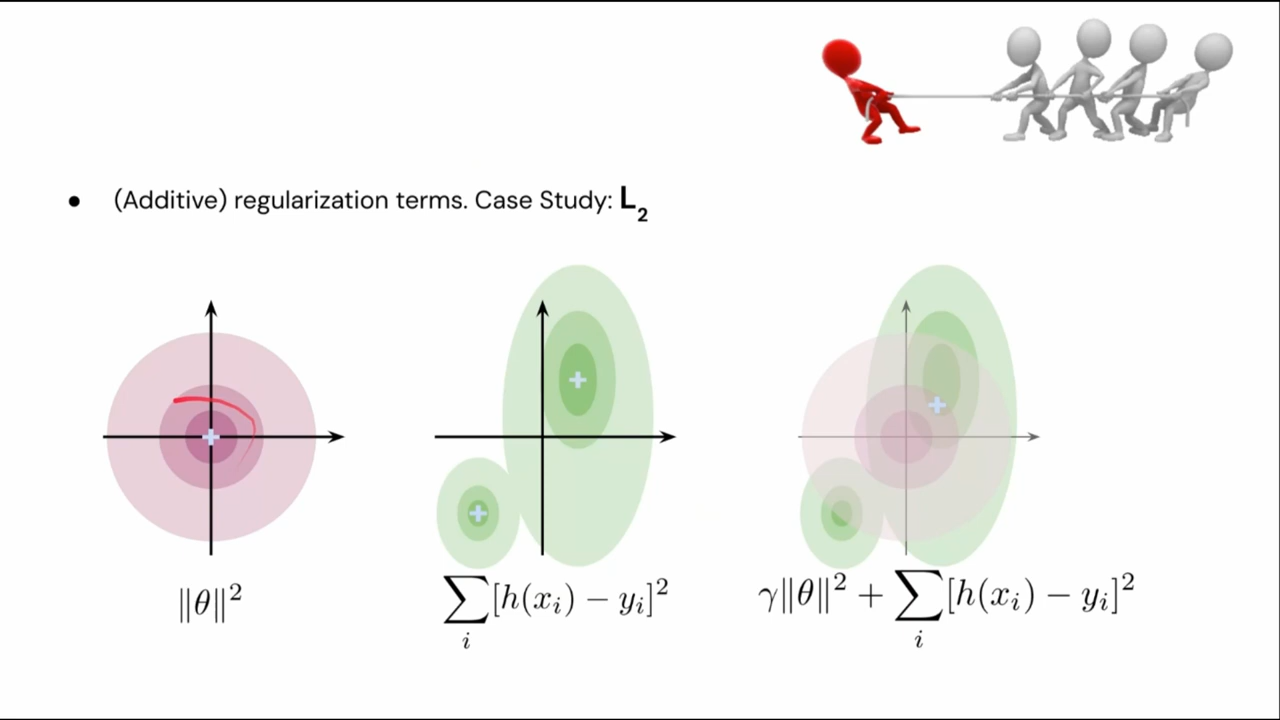 ● (Additive) regularization terms. Case Study: L₂
‖θ‖²
∑ᵢ[h(xᵢ) − yᵢ]²
γ‖θ‖² + ∑ᵢ[h(xᵢ) − yᵢ]²